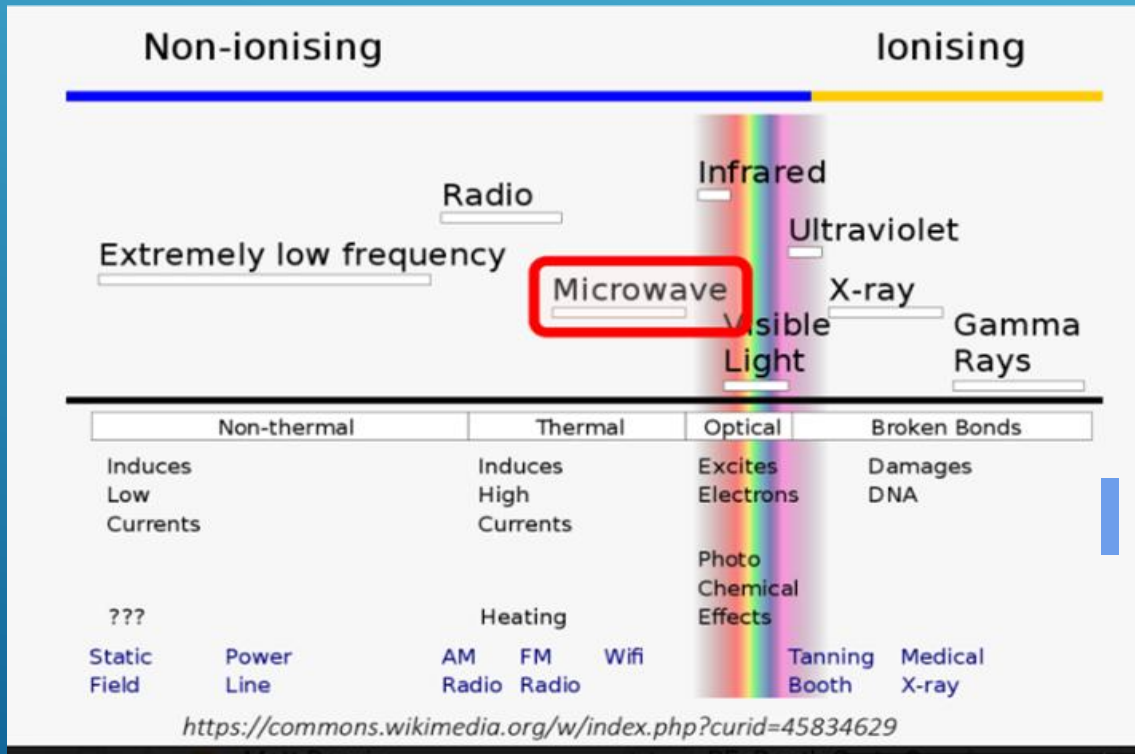 Non-ionising Ionising
Infrared
Radio
Ultraviolet
Extremely low frequency
Microwave X-ray
Visible Gamma
Light Rays
Non-thermal Thermal Optical Broken Bonds
Induces Induces Excites Damages
Low High Electrons DNA
Currents Currents
Photo
Chemical
??? Heating Effects
Static Power AM FM Wifi Tanning Medical
Field Line Radio Radio Booth X-ray
https://commons.wikimedia.org/w/index.php?curid=45834629